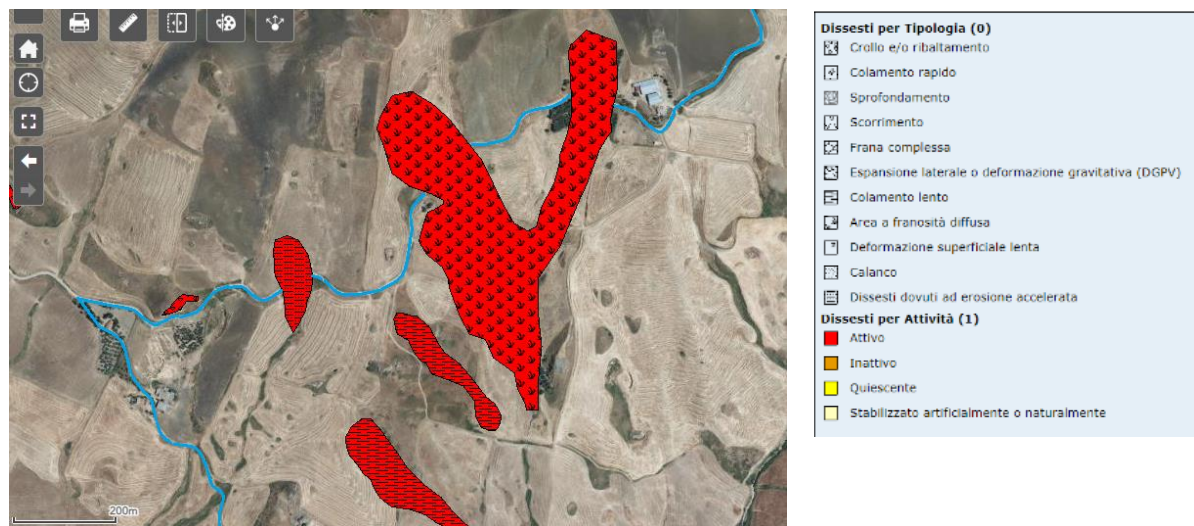 200m
Dissesti per Tipologia (0)
Crollo e/o ribaltamento
Colamento rapido
Sprofondamento
Scorrimento
Frana complessa
Espansione laterale o deformazione gravitativa (DGPV)
Colamento lento
Area a franosità diffusa
Deformazione superficiale lenta
Calanco
Dissesti dovuti ad erosione accelerata
Dissesti per Attività (1)
Attivo
Inattivo
Quiescente
Stabilizzato artificialmente o naturalmente